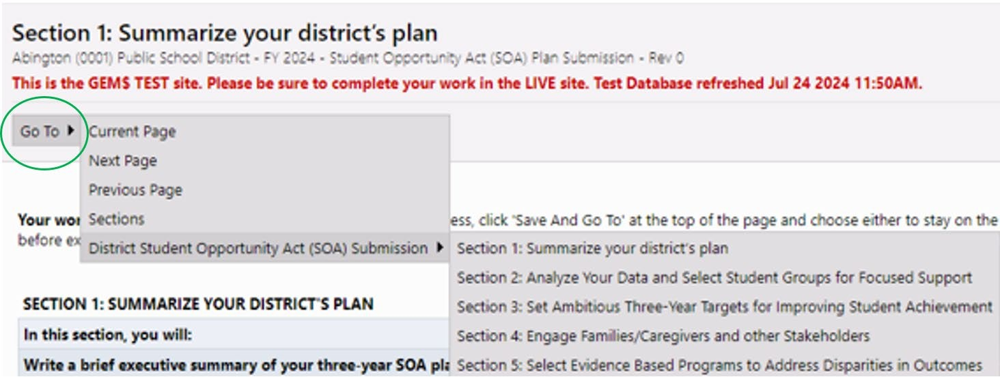 Section 1: Summarize your district's plan
Abington (0001) Public School District - FY 2024 - Student Opportunity Act (SOA) Plan Submission - Rev 0
This is the GEM$ TEST site. Please be sure to complete your work in the LIVE site. Test Database refreshed Jul 24 2024 11:50AM.
Go To
Current Page
Next Page
Previous Page
Sections
Your wor ess, click "Save And Go To' at the top of the page and choose either to stay on the
before ex
District Student Opportunity Act (SOA) Submission
Section 1: Summarize your district's plan
Section 2: Analyze Your Data and Select Student Groups for Focused Support
Section 3: Set Ambitious Three-Year Targets for Improving Student Achievement
Section 4: Engage Families/Caregivers and other Stakeholders
Section 5: Select Evidence Based Programs to Address Disparities in Outcomes
SECTION 1: SUMMARIZE YOUR DISTRICT'S PLAN
In this section, you will:
Write a brief executive summary of your three-year SOA pla